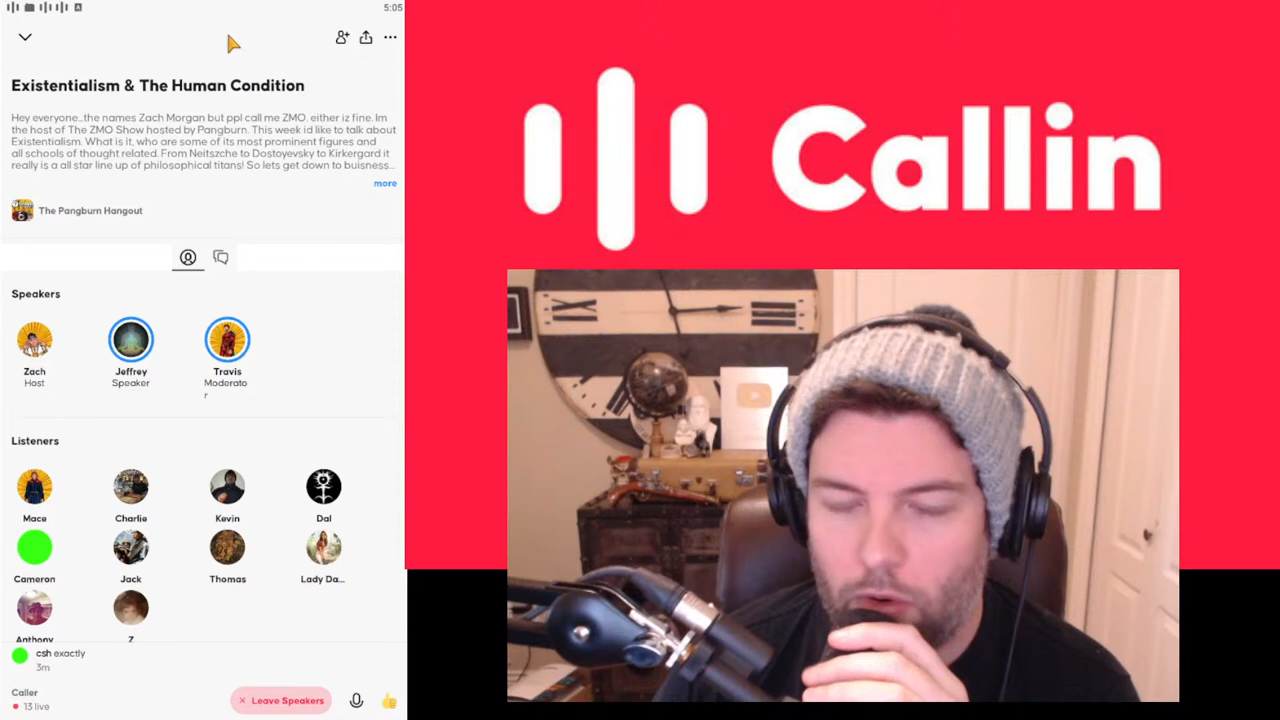 5:05
Existentialism & The Human Condition
Hey everyone...the names Zach Morgan but ppl call me ZMO. either iz fine. Im
the host of The ZMO Show hosted by Pangburn. This week id like to talk about
Existentialism. What is it, who are some of its most prominent figures and
all schools of thought related. From Neitszche to Dostoyevsky to Kirkergard it
really is a all star line up of philosophical titans! So lets get down to buisness...
more
The Pangburn Hangout
Speakers
Zach
Host
Jeffrey
Speaker
Travis
Moderato
r
Listeners
Mace
Charlie
Kevin
Dal
Cameron
Jack
Thomas
Lady Da...
Anthony
Z
csh exactly
3m
Caller
13 live
× Leave Speakers
Callin